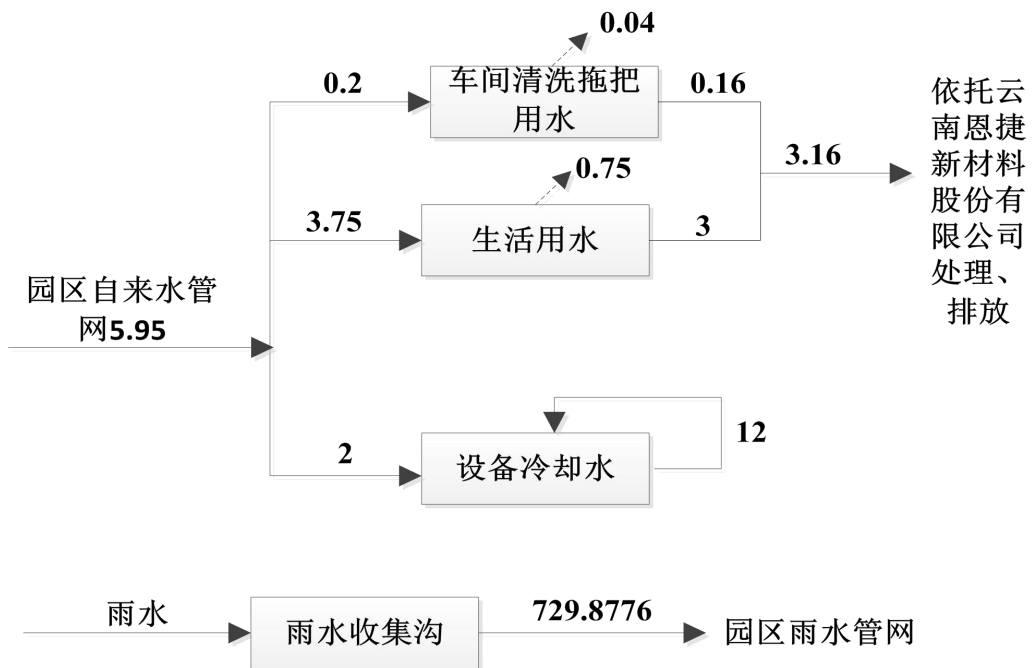 0.04
0.2
车间清洗拖把
用水
0.16
依托云
南恩捷
新材料
股份有
限公司
处理、
排放
3.16
0.75
3.75
生活用水
3
园区自来水管
网5.95
2
设备冷却水
12
雨水
雨水收集沟
729.8776
园区雨水管网